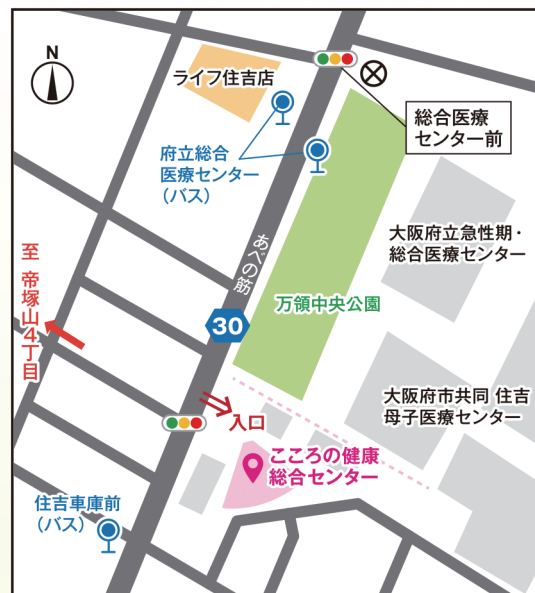 N
ライフ住吉店
総合医療
センター前
府立総合
医療センター
(バス)
大阪府立急性期・
総合医療センター
あべの筋
至 帝塚山4丁目
万領中央公園
30
入口
大阪府市共同 住吉
母子医療センター
こころの健康
総合センター
住吉車庫前
(バス)